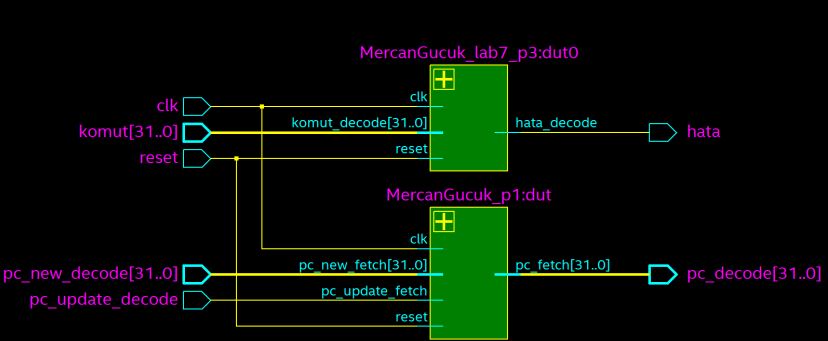 MercanGucuk_lab7_p3:dut0
clk
clk
komut[31..0]
komut_decode[31..0]
hata_decode
hata
reset
reset
MercanGucuk_p1:dut
clk
pc_new_decode[31..0]
pc_new_fetch[31..0]
pc_fetch[31..0]
pc_decode[31..0]
pc_update_decode
pc_update_fetch
reset